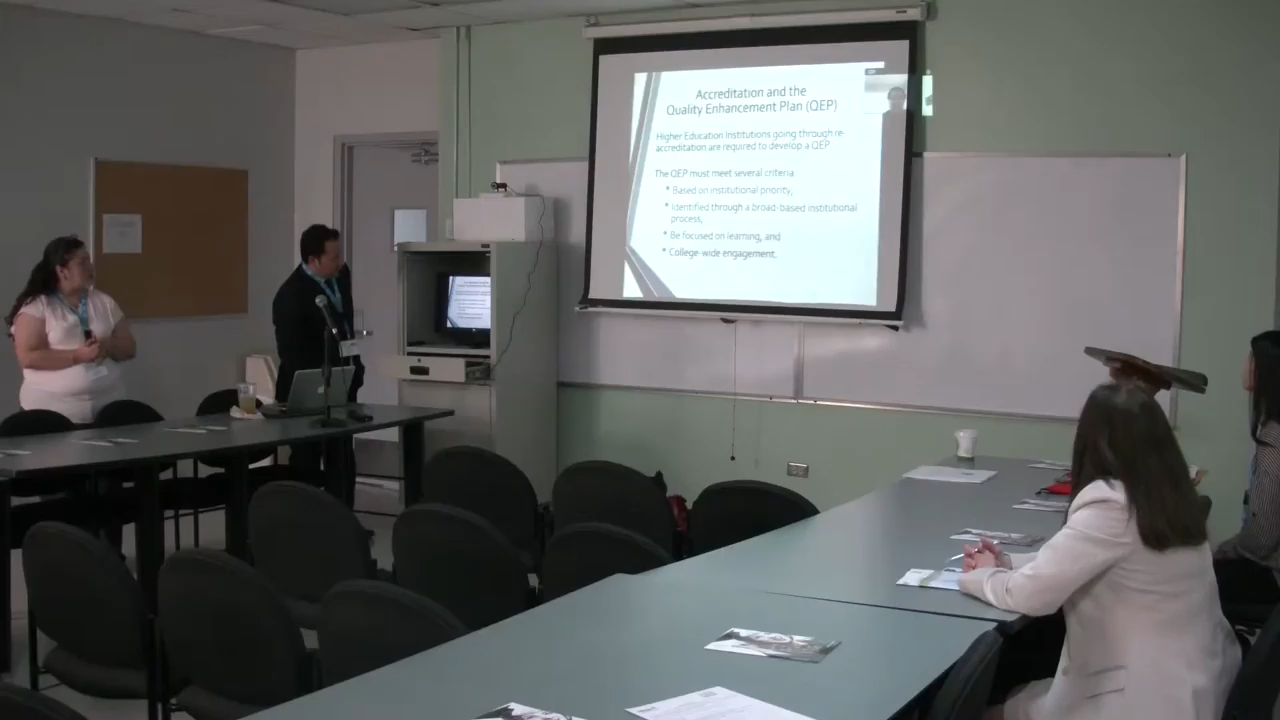 Accreditation and the
Quality Enhancement Plan (QEP)
Higher Education Institutions going through re-
accreditation are required to develop a QEP
The QEP must meet several criteria
* Based on institutional priority,
* Identified through a broad-based institutional
process,
* Be focused on learning, and
* College-wide engagement.